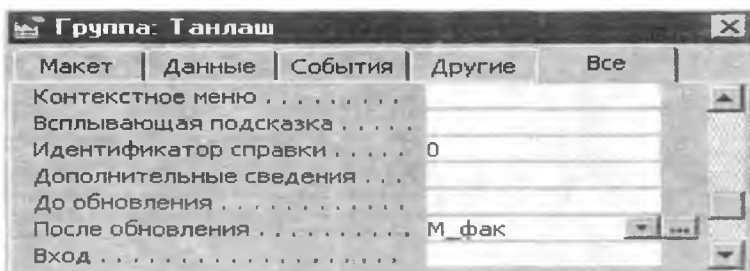 Группа: Танлаш
Макет Данные События Другие Все
Контекстное меню . . . . . . . . .
Всплывающая подсказка . . . . .
Идентификатор справки . . . . . 0
Дополнительные сведения . . .
До обновления . . . . . . . . . . . .
После обновления . . . . . . . . . . М_фак
Вход . . . . . . . . . . . . . . . . . . .